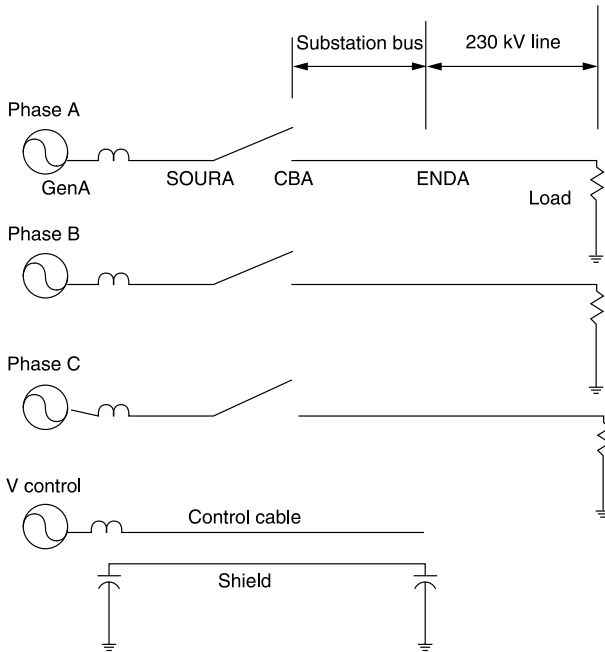 Substation bus
230 kV line
Phase A
GenA
SOURA
CBA
ENDA
Load
Phase B
Phase C
V control
Control cable
Shield